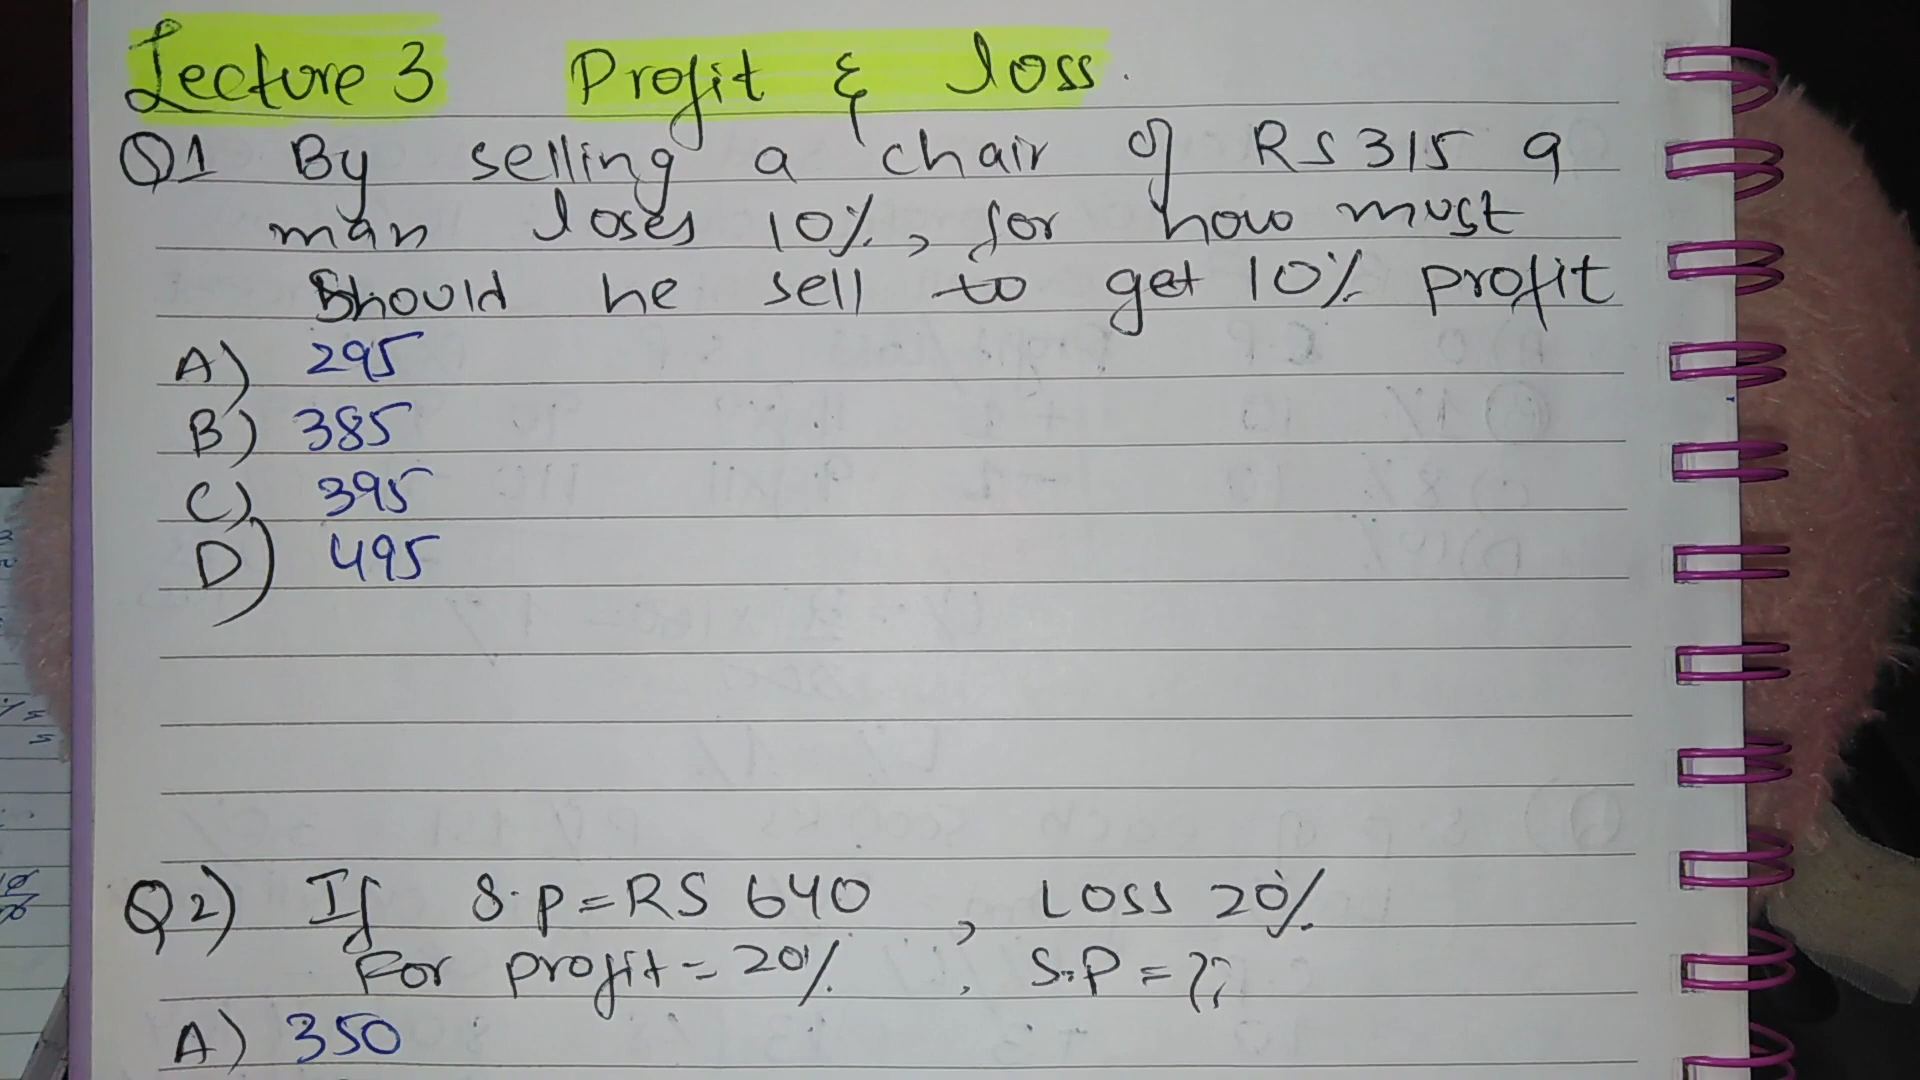 Lecture 3 Profit & loss.
Q1 By selling a chair of RS 315 a
man loses 10%, for how must
Should he sell to get 10% profit
A) 295
B) 385
C) 395
D) 495
Q2) If S.p = RS 640, LOSS 20%
For profit = 20%, S.P = ??
A) 350